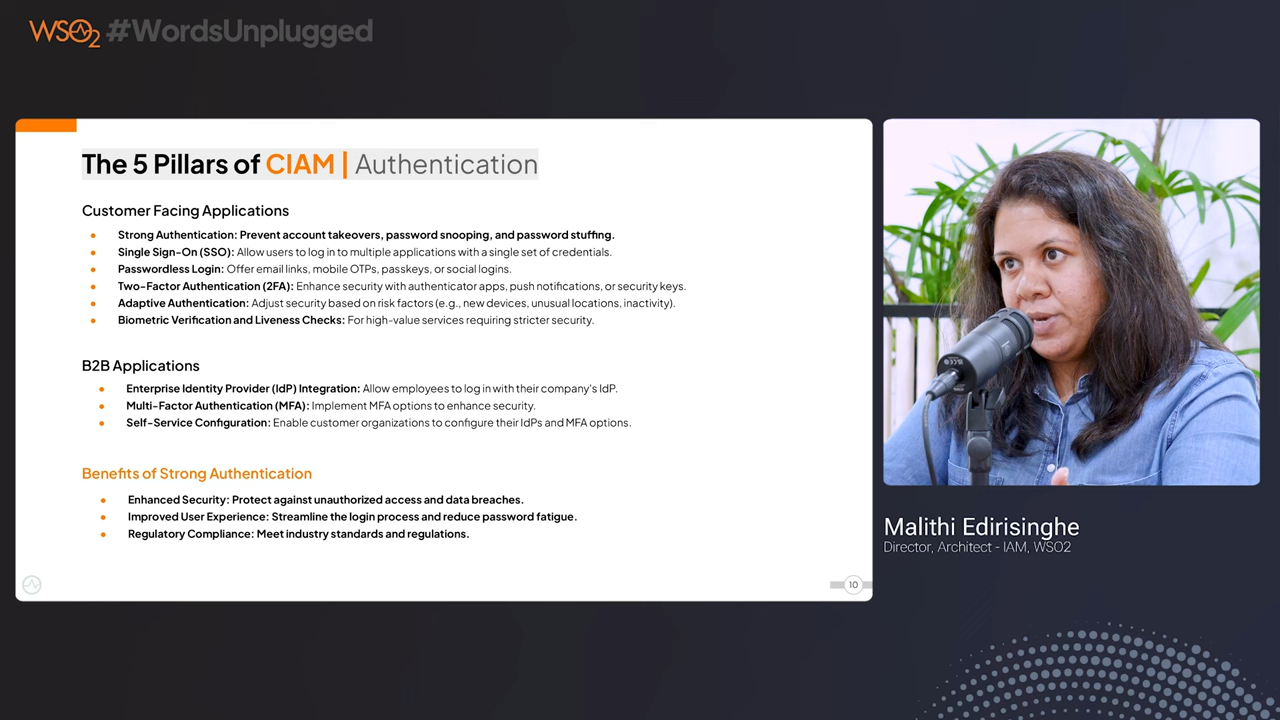 WSO2 #WordsUnplugged
The 5 Pillars of CIAM | Authentication
Customer Facing Applications
Strong Authentication: Prevent account takeovers, password snooping, and password stuffing.
Single Sign-On (SSO): Allow users to log in to multiple applications with a single set of credentials.
Passwordless Login: Offer email links, mobile OTPs, passkeys, or social logins.
Two-Factor Authentication (2FA): Enhance security with authenticator apps, push notifications, or security keys.
Adaptive Authentication: Adjust security based on risk factors (e.g., new devices, unusual locations, inactivity).
Biometric Verification and Liveness Checks: For high-value services requiring stricter security.
B2B Applications
Enterprise Identity Provider (IdP) Integration: Allow employees to log in with their company's IdP.
Multi-Factor Authentication (MFA): Implement MFA options to enhance security.
Self-Service Configuration: Enable customer organizations to configure their IdPs and MFA options.
Benefits of Strong Authentication
Enhanced Security: Protect against unauthorized access and data breaches.
Improved User Experience: Streamline the login process and reduce password fatigue.
Regulatory Compliance: Meet industry standards and regulations.
10
Malithi Edirisinghe
Director, Architect - IAM, WSO2